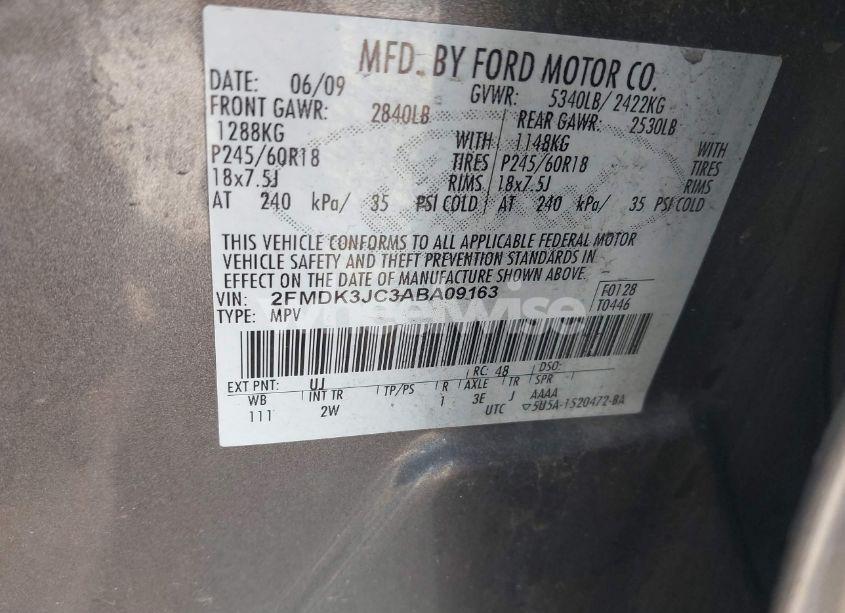 MFD. BY FORD MOTOR CO.
DATE: 06/09 GVWR: 5340LB/ 2422KG
FRONT GAWR: 2840LB REAR GAWR: 2530LB
1288KG WITH 1148KG WITH
P245/60R18 TIRES P245/60R18 TIRES
18x7.5J RIMS 18x7.5J RIMS
AT 240 kPa/ 35 PSI COLD AT 240 kPa/ 35 PSI COLD
THIS VEHICLE CONFORMS TO ALL APPLICABLE FEDERAL MOTOR
VEHICLE SAFETY AND THEFT PREVENTION STANDARDS IN
EFFECT ON THE DATE OF MANUFACTURE SHOWN ABOVE.
VIN: 2FMDK3JC3ABA09163 F0128
TYPE: MPV T0446
wheelwise
EXT PNT: UJ RC: 48 DSO:
WB INT TR TP/PS R AXLE TR SPR
111 2W 1 3E J AAAA
UTC ▽5U5A-1520472-BA